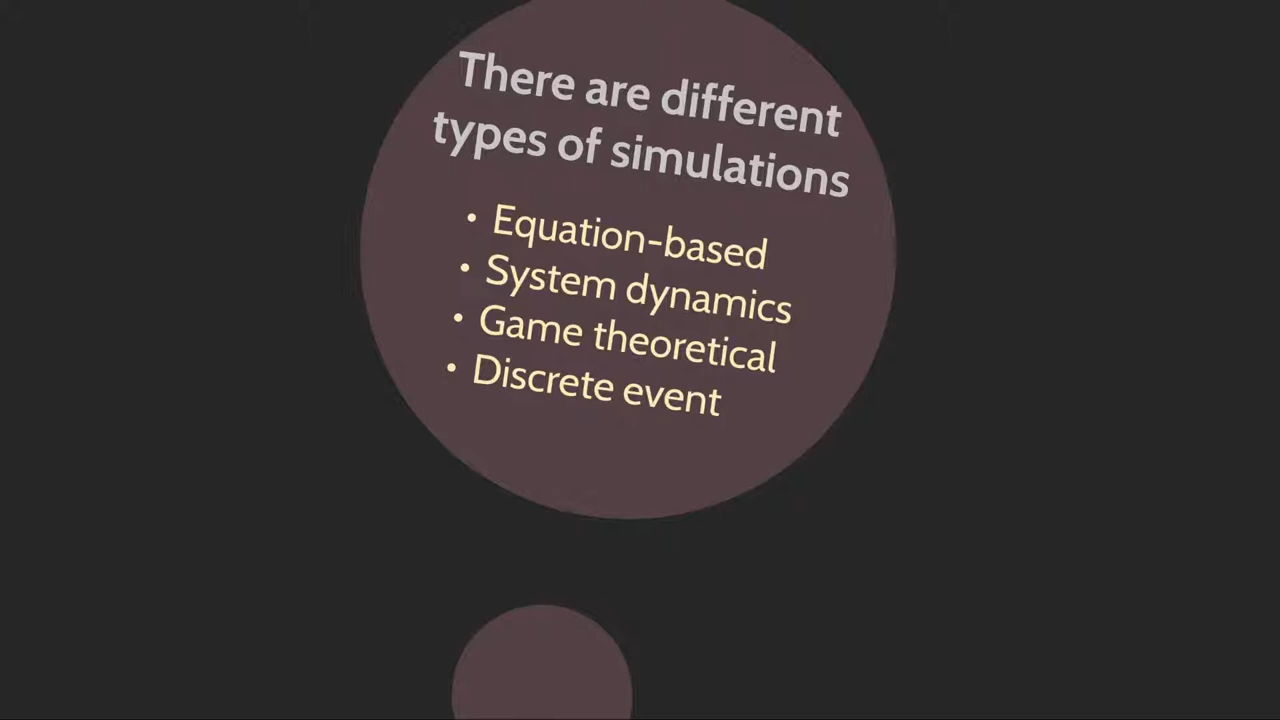 There are different
types of simulations
• Equation-based
• System dynamics
• Game theoretical
• Discrete event